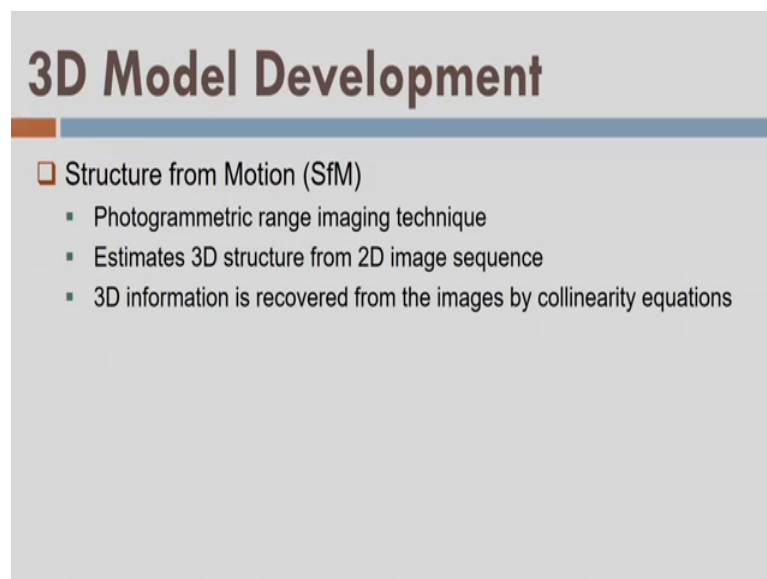 3D Model Development
Structure from Motion (SfM)
Photogrammetric range imaging technique
Estimates 3D structure from 2D image sequence
3D information is recovered from the images by collinearity equations